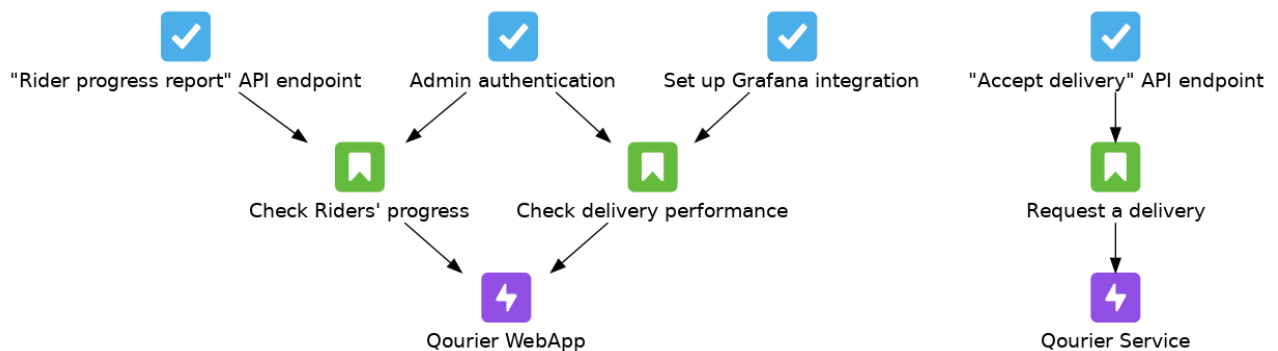 "Rider progress report" API endpoint
Admin authentication
Set up Grafana integration
"Accept delivery" API endpoint
Check Riders' progress
Check delivery performance
Request a delivery
Qourier WebApp
Qourier Service